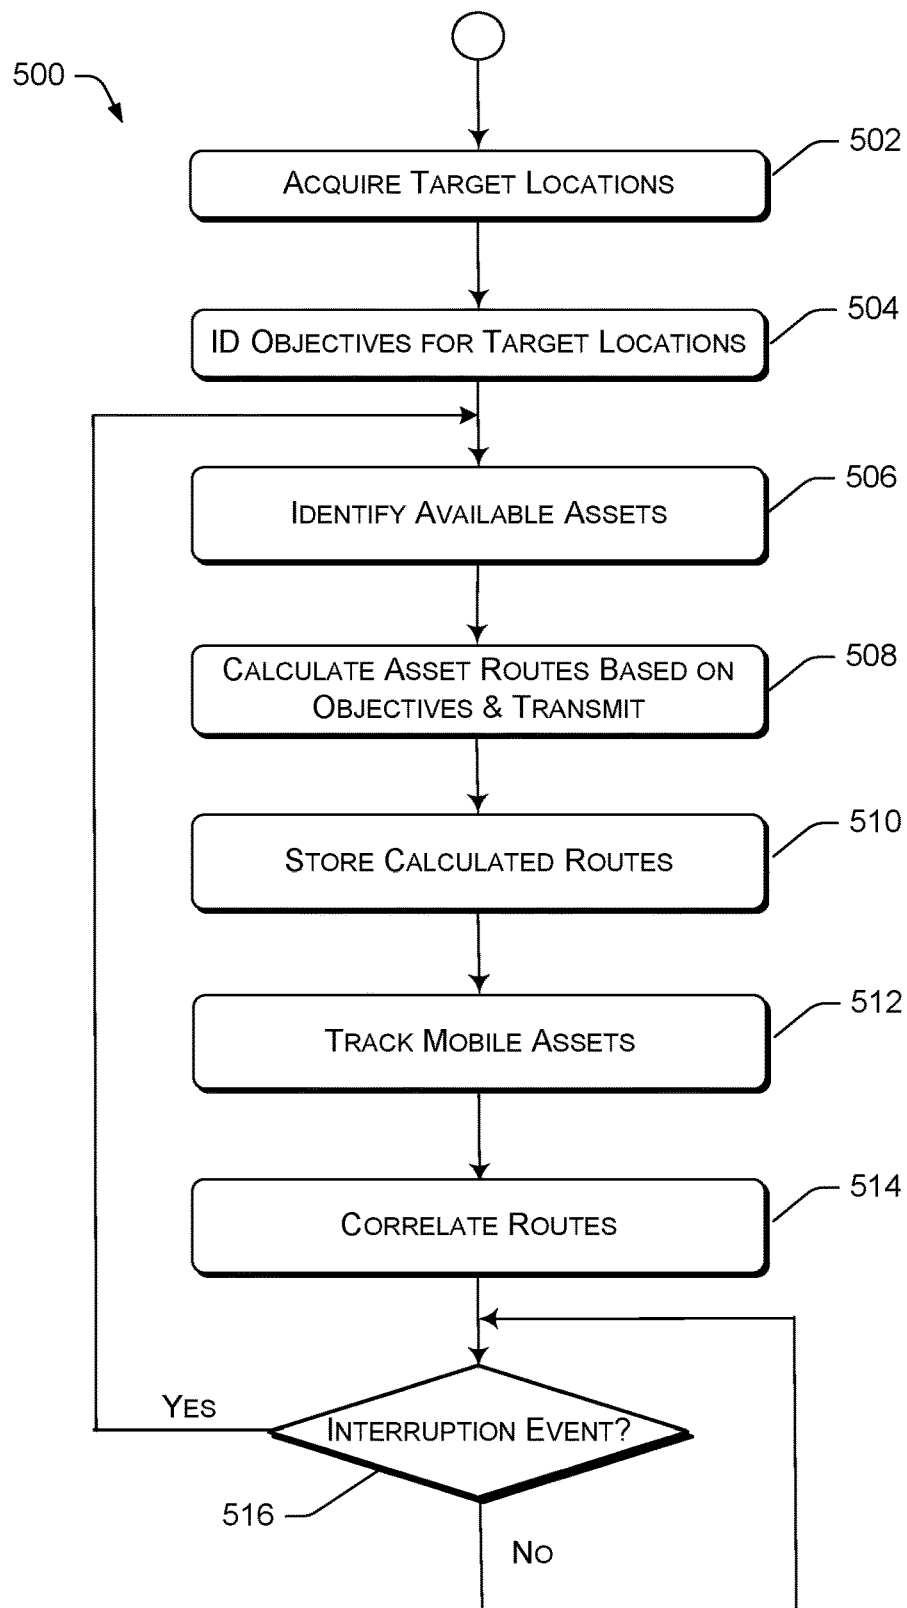 500
502
ACQUIRE TARGET LOCATIONS
504
ID OBJECTIVES FOR TARGET LOCATIONS
506
IDENTIFY AVAILABLE ASSETS
508
CALCULATE ASSET ROUTES BASED ON
OBJECTIVES & TRANSMIT
510
STORE CALCULATED ROUTES
512
TRACK MOBILE ASSETS
514
CORRELATE ROUTES
YES
INTERRUPTION EVENT?
516
NO